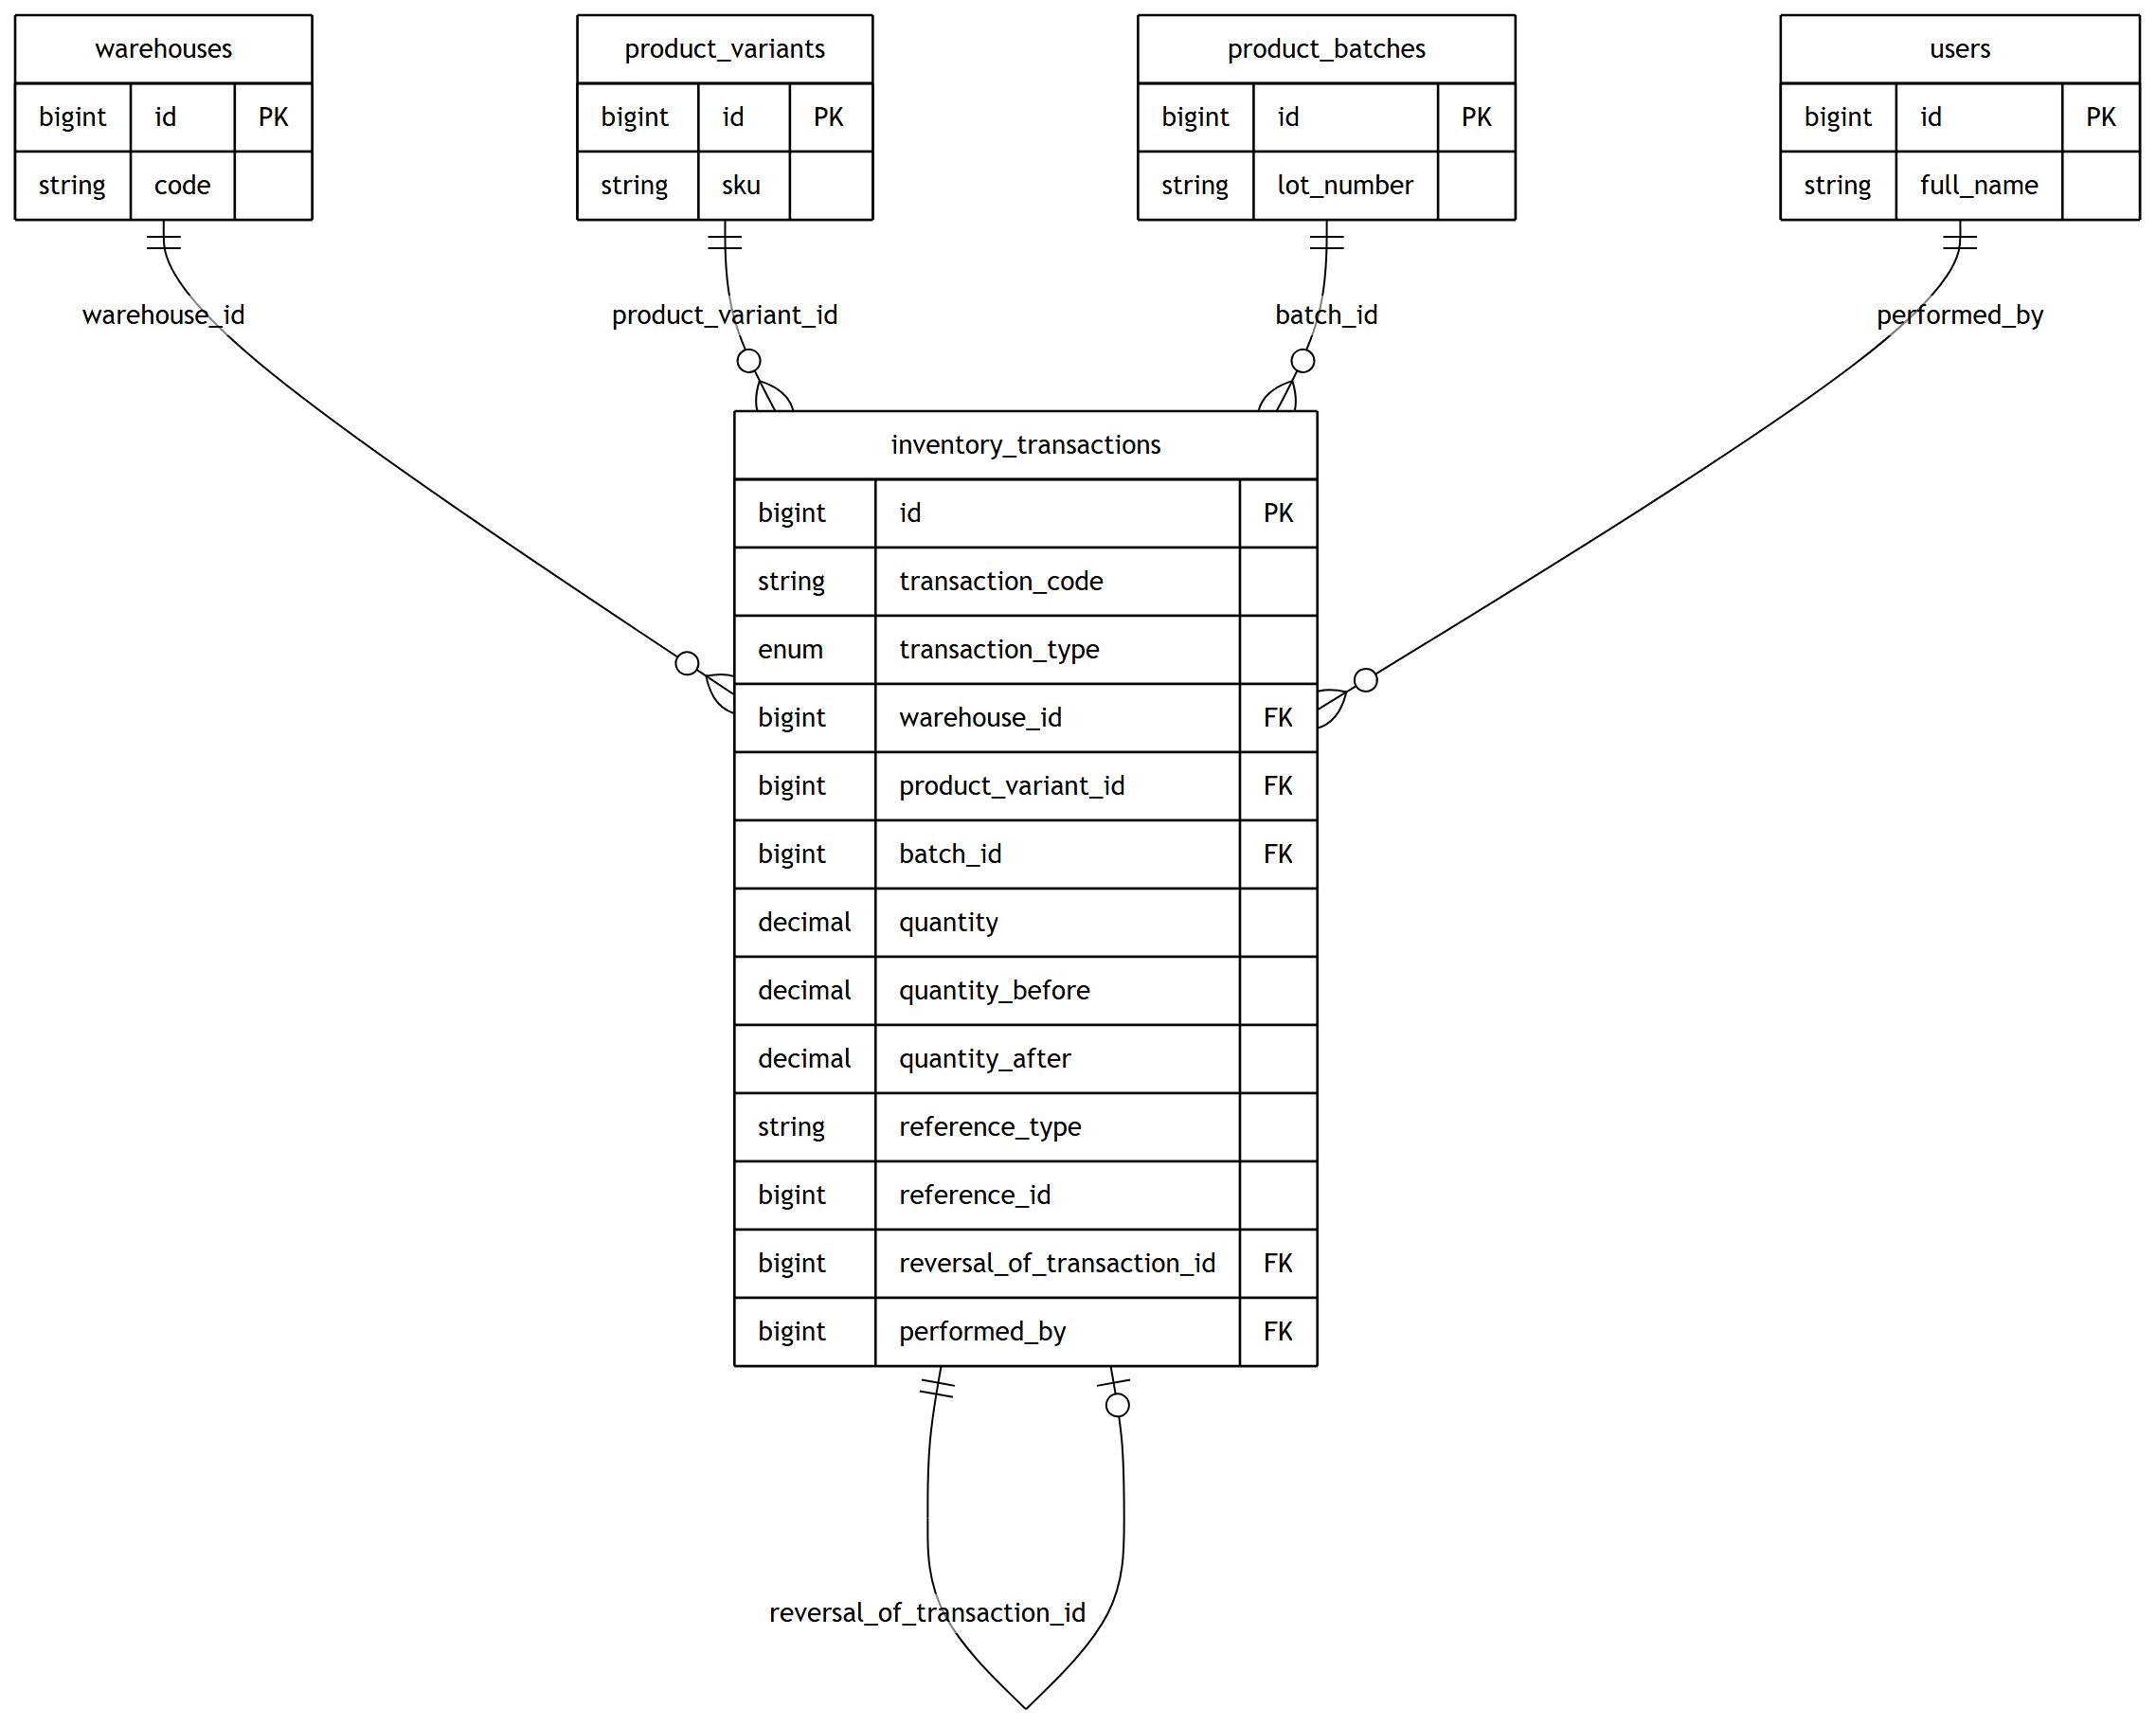 warehouses
bigint id PK
string code
product_variants
bigint id PK
string sku
product_batches
bigint id PK
string lot_number
users
bigint id PK
string full_name
warehouse_id
product_variant_id
batch_id
performed_by
inventory_transactions
bigint id PK
string transaction_code
enum transaction_type
bigint warehouse_id FK
bigint product_variant_id FK
bigint batch_id FK
decimal quantity
decimal quantity_before
decimal quantity_after
string reference_type
bigint reference_id
bigint reversal_of_transaction_id FK
bigint performed_by FK
reversal_of_transaction_id